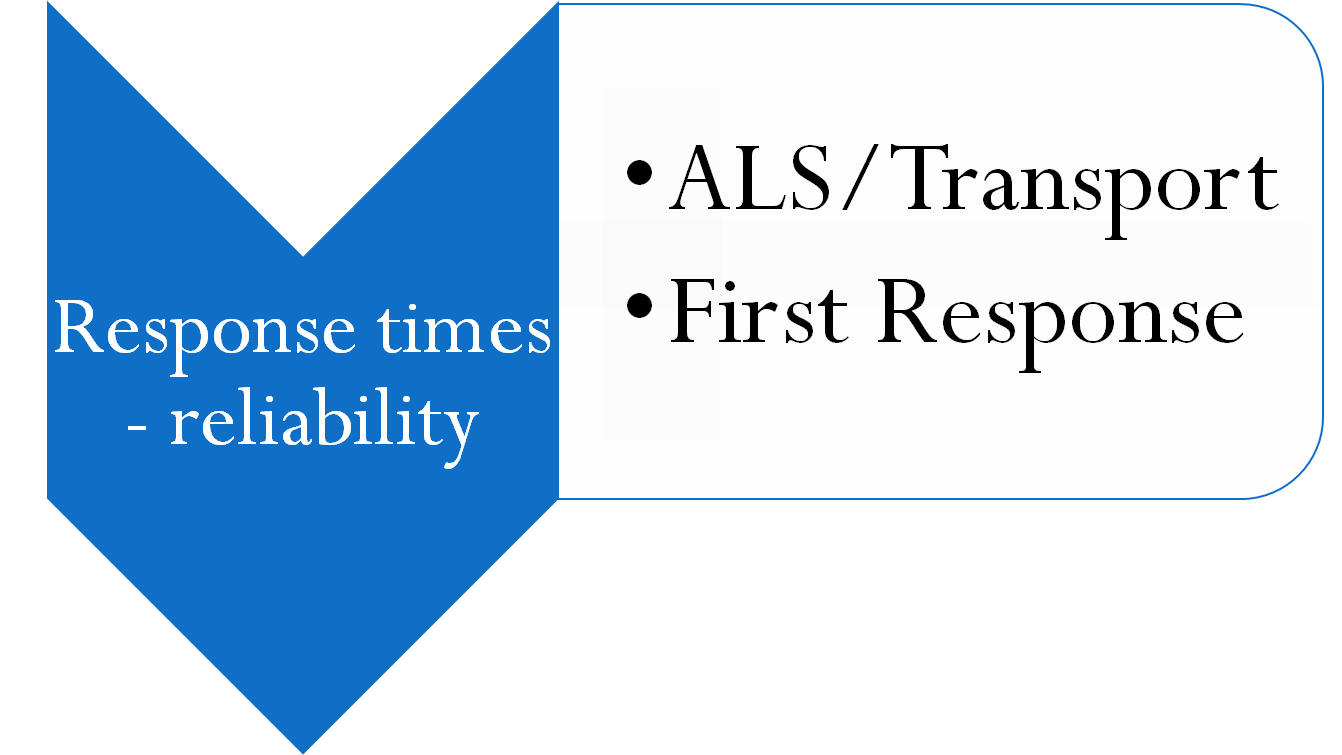 Response times
- reliability
• ALS/Transport
• First Response